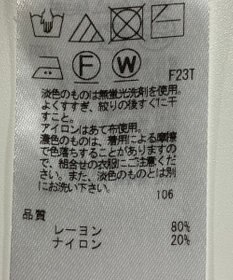 F W
F23T
淡色のものは無蛍光洗剤を使用。
よくすすぎ、絞りの後すぐに干
すこと。
アイロンはあて布使用。
濃色のものは、着用による摩擦
で色落ちすることがありますの
で、組合せの衣服にご注意くださ
い。また、淡色のものとは別に
お洗い下さい。
106
品質
レーヨン 80%
ナイロン 20%